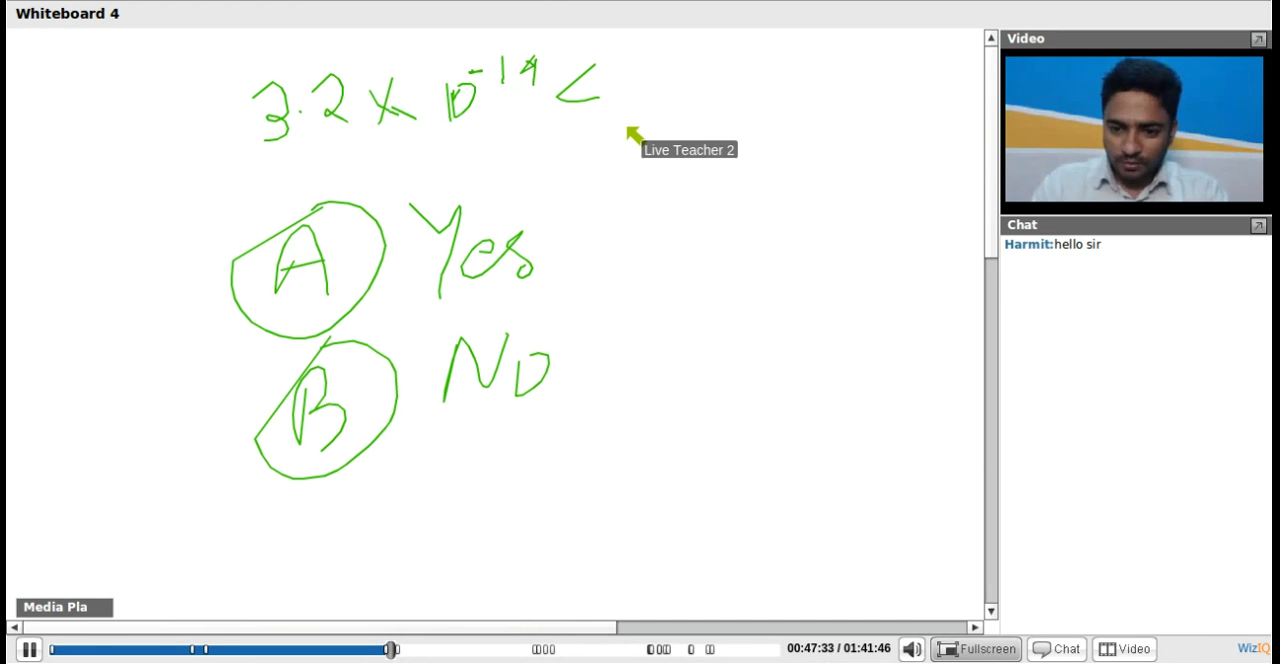 Whiteboard 4
3.2 × 10⁻¹⁴ C
Live Teacher 2
A Yes
B No
Media Pla
Video
Chat
Harmit:hello sir
00:47:33 / 01:41:46
Fullscreen
Chat
Video
WizIQ